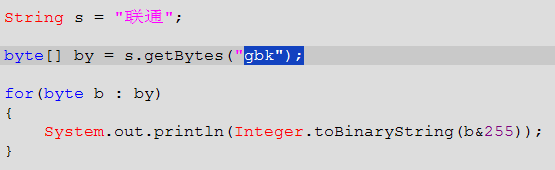 String s = "联通";
byte[] by = s.getBytes("gbk");
for(byte b : by)
{
System.out.println(Integer.toBinaryString(b&255));
}